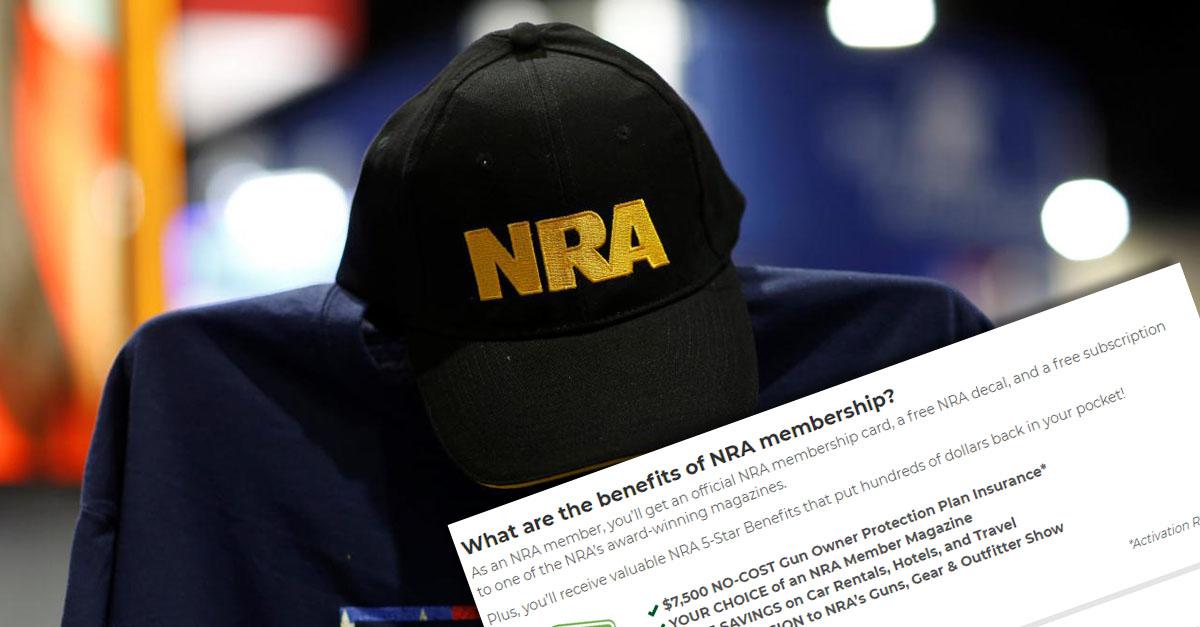 NRA
What are the benefits of NRA membership?
As an NRA member, you'll get an official NRA membership card, a free NRA decal, and a free subscription
to one of the NRA's award-winning magazines.
Plus, you'll receive valuable NRA 5-Star Benefits that put hundreds of dollars back in your pocket!
$7,500 NO-COST Gun Owner Protection Plan Insurance*
YOUR CHOICE of an NRA Member Magazine
SAVINGS on Car Rentals, Hotels, and Travel
to NRA's Guns, Gear & Outfitter Show
*Activation